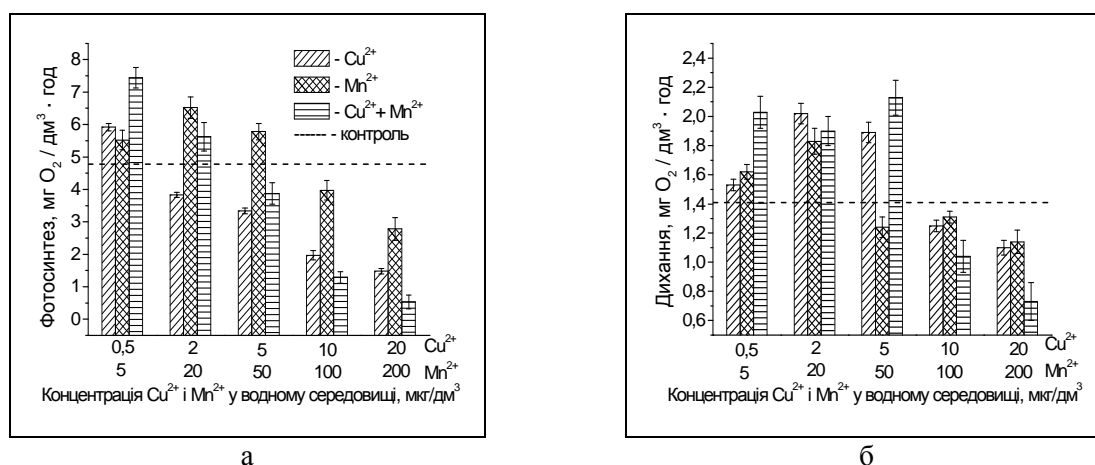 8
7
6
5
4
3
2
1
0
Фотосинтез, мг O₂ / дм³ · год
- Cu²⁺
- Mn²⁺
- Cu²⁺+ Mn²⁺
- контроль
0,5 2 5 10 20 Cu²⁺
5 20 50 100 200 Mn²⁺
Концентрація Cu²⁺ і Mn²⁺ у водному середовищі, мкг/дм³
а
2,4
2,2
2,0
1,8
1,6
1,4
1,2
1,0
0,8
0,6
Дихання, мг O₂ / дм³ · год
0,5 2 5 10 20 Cu²⁺
5 20 50 100 200 Mn²⁺
Концентрація Cu²⁺ і Mn²⁺ у водному середовищі, мкг/дм³
б